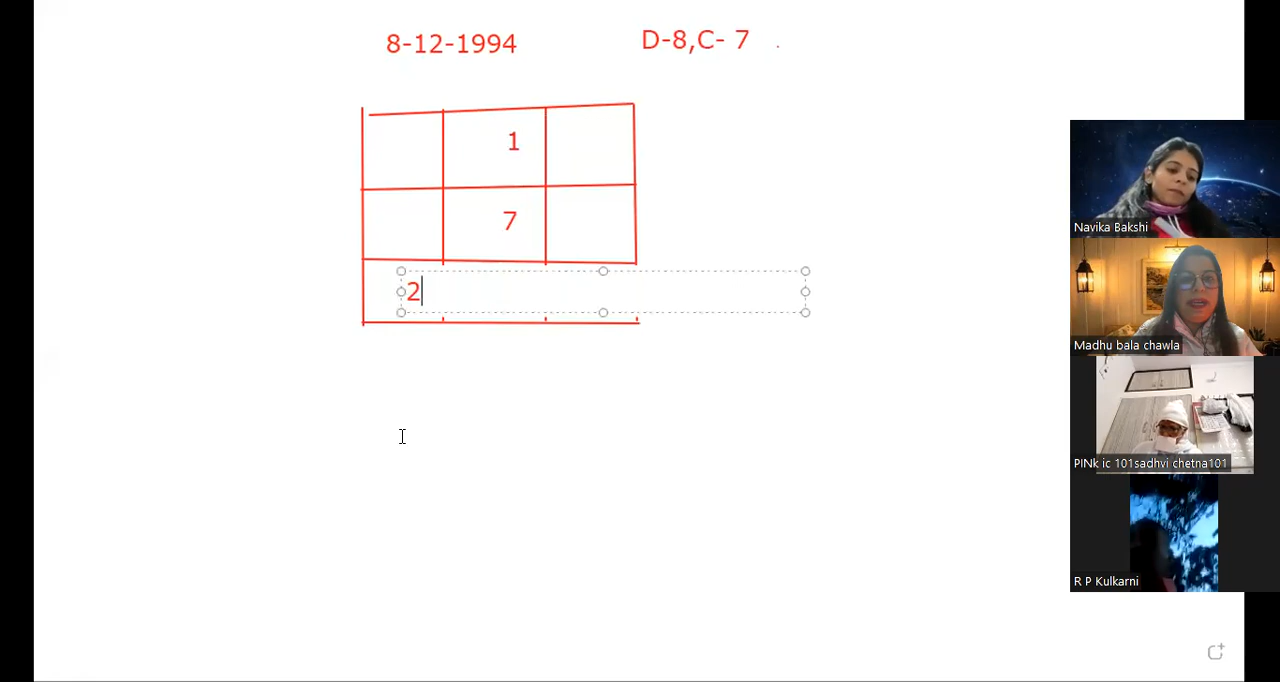 8-12-1994
D-8,C- 7
1
7
2
Navika Bakshi
Madhu bala chawla
PINk ic 101sadhvi chetna101
R P Kulkarni